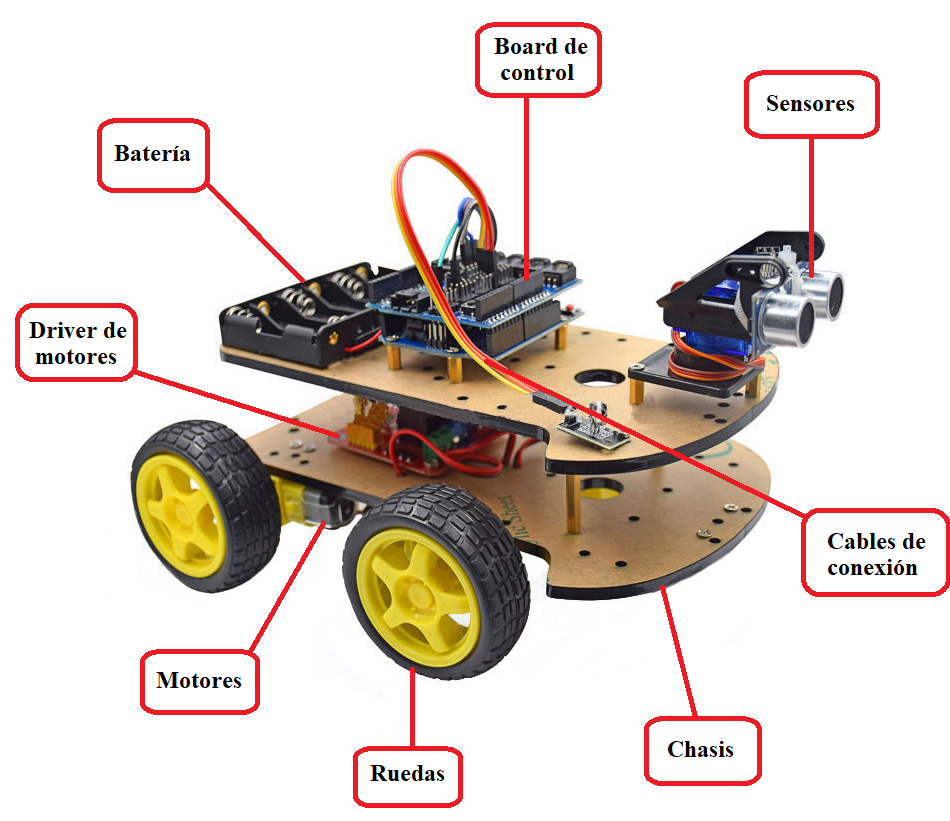 Board de
control
Sensores
Batería
Driver de
motores
Cables de
conexión
Motores
Chasis
Ruedas